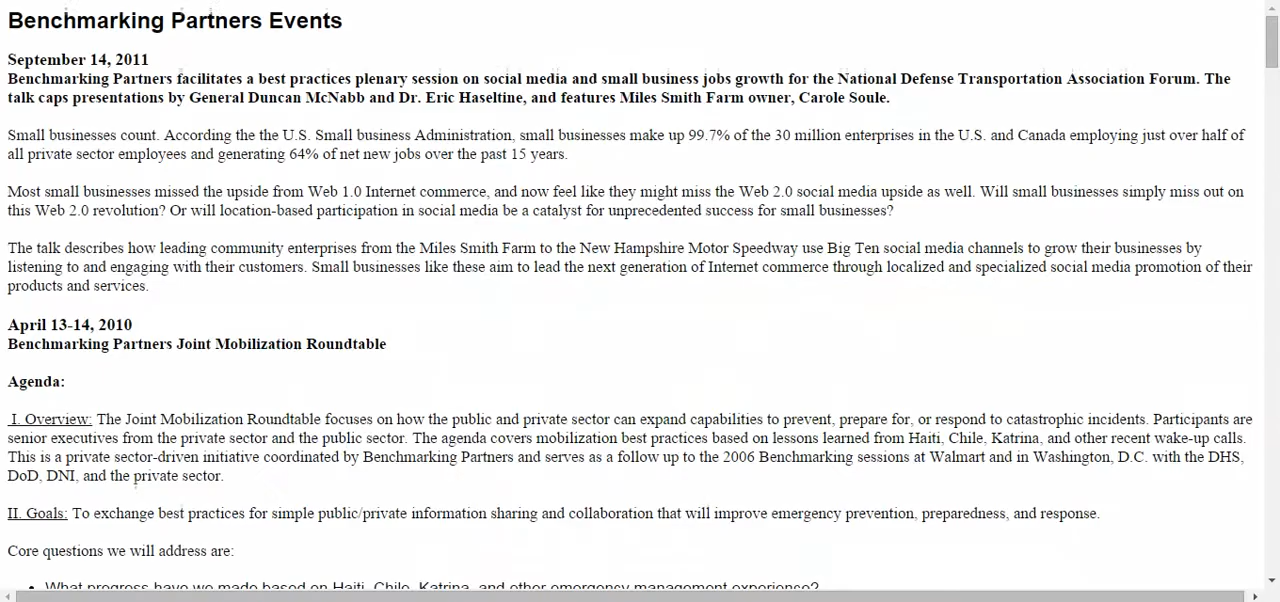 Benchmarking Partners Events
September 14, 2011
Benchmarking Partners facilitates a best practices plenary session on social media and small business jobs growth for the National Defense Transportation Association Forum. The
talk caps presentations by General Duncan McNabb and Dr. Eric Haseltine, and features Miles Smith Farm owner, Carole Soule.
Small businesses count. According the the U.S. Small business Administration, small businesses make up 99.7% of the 30 million enterprises in the U.S. and Canada employing just over half of
all private sector employees and generating 64% of net new jobs over the past 15 years.
Most small businesses missed the upside from Web 1.0 Internet commerce, and now feel like they might miss the Web 2.0 social media upside as well. Will small businesses simply miss out on
this Web 2.0 revolution? Or will location-based participation in social media be a catalyst for unprecedented success for small businesses?
The talk describes how leading community enterprises from the Miles Smith Farm to the New Hampshire Motor Speedway use Big Ten social media channels to grow their businesses by
listening to and engaging with their customers. Small businesses like these aim to lead the next generation of Internet commerce through localized and specialized social media promotion of their
products and services.
April 13-14, 2010
Benchmarking Partners Joint Mobilization Roundtable
Agenda:
I. Overview: The Joint Mobilization Roundtable focuses on how the public and private sector can expand capabilities to prevent, prepare for, or respond to catastrophic incidents. Participants are
senior executives from the private sector and the public sector. The agenda covers mobilization best practices based on lessons learned from Haiti, Chile, Katrina, and other recent wake-up calls.
This is a private sector-driven initiative coordinated by Benchmarking Partners and serves as a follow up to the 2006 Benchmarking sessions at Walmart and in Washington, D.C. with the DHS,
DoD, DNI, and the private sector.
II. Goals: To exchange best practices for simple public/private information sharing and collaboration that will improve emergency prevention, preparedness, and response.
Core questions we will address are:
• What progress have we made based on Haiti, Chile, Katrina, and other emergency management experience?